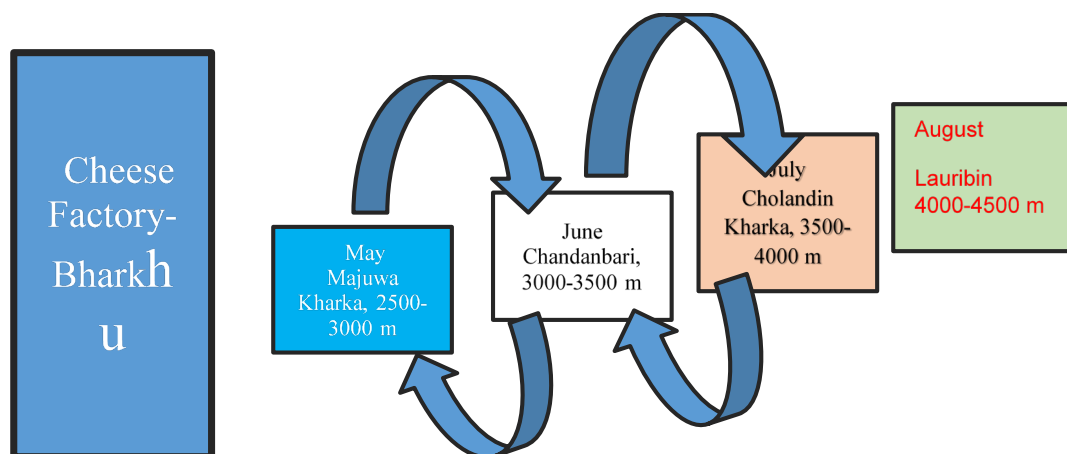 Cheese
Factory-
Bharkh
u
May
Majuwa
Kharka, 2500-
3000 m
June
Chandanbari,
3000-3500 m
July
Cholandin
Kharka, 3500-
4000 m
August
Lauribin
4000-4500 m